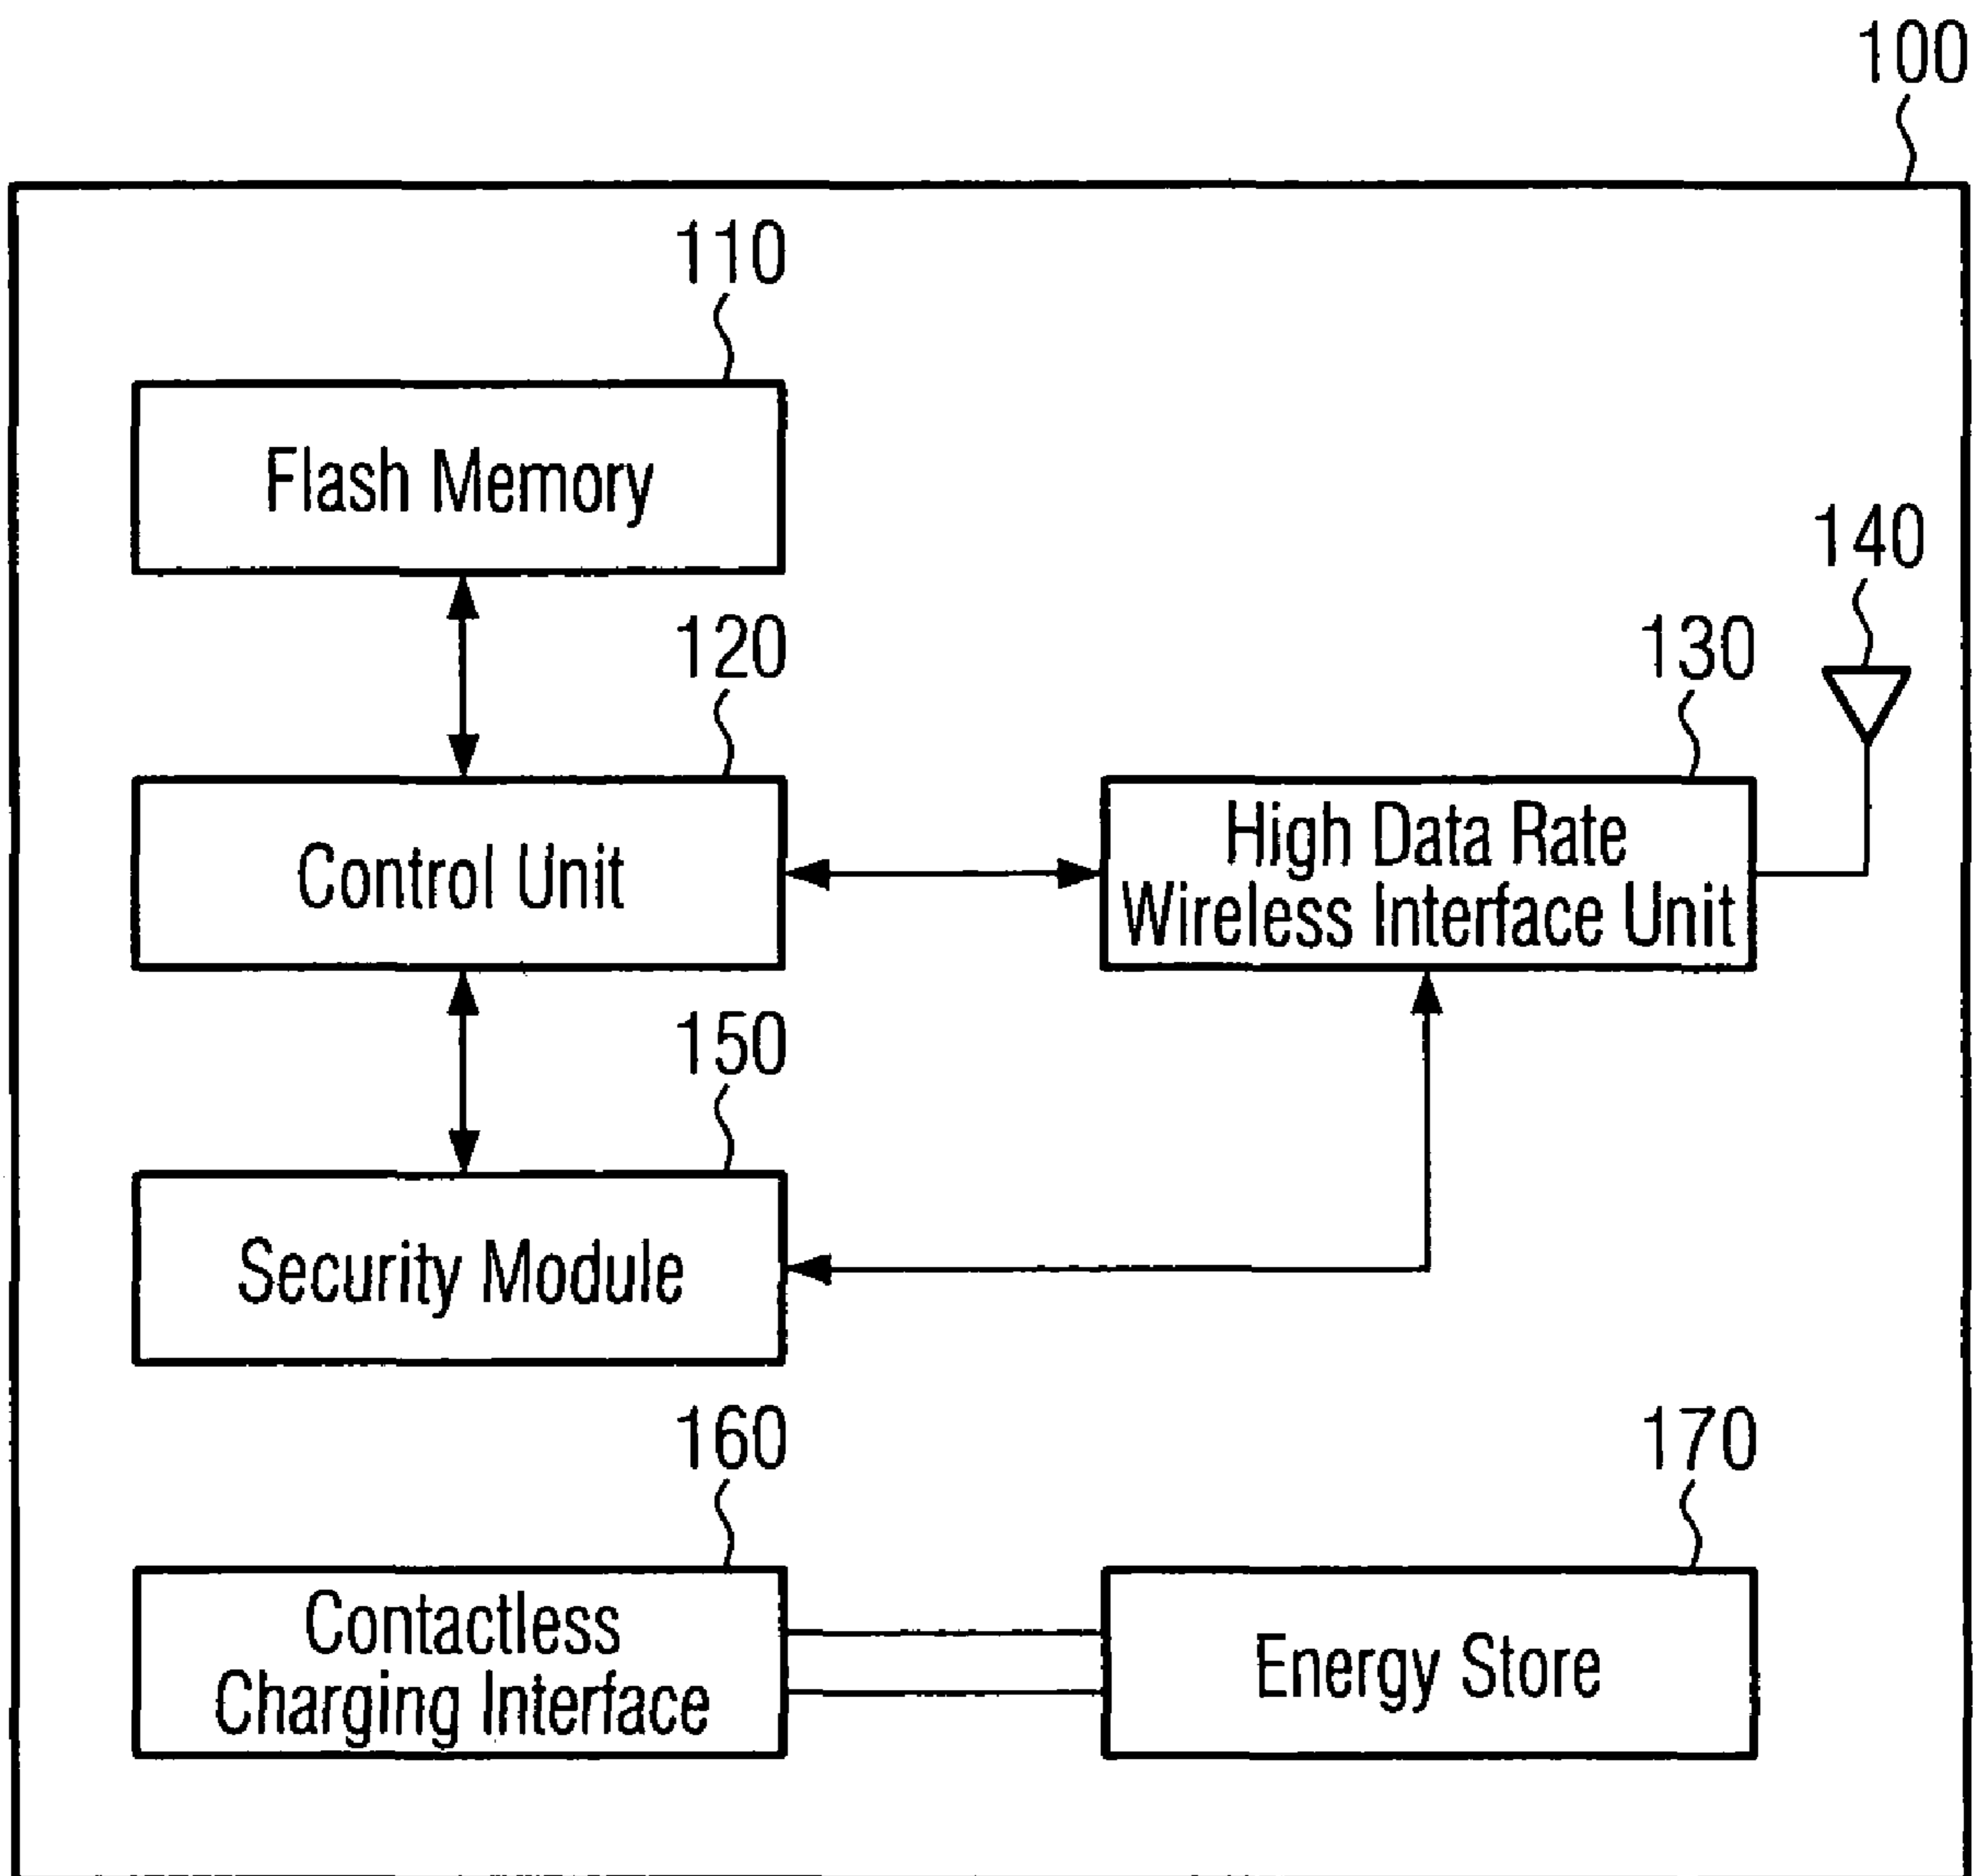 100
110
Flash Memory
140
120
130
Control Unit
High Data Rate
Wireless Interface Unit
150
Security Module
160
170
Contactless
Charging Interface
Energy Store